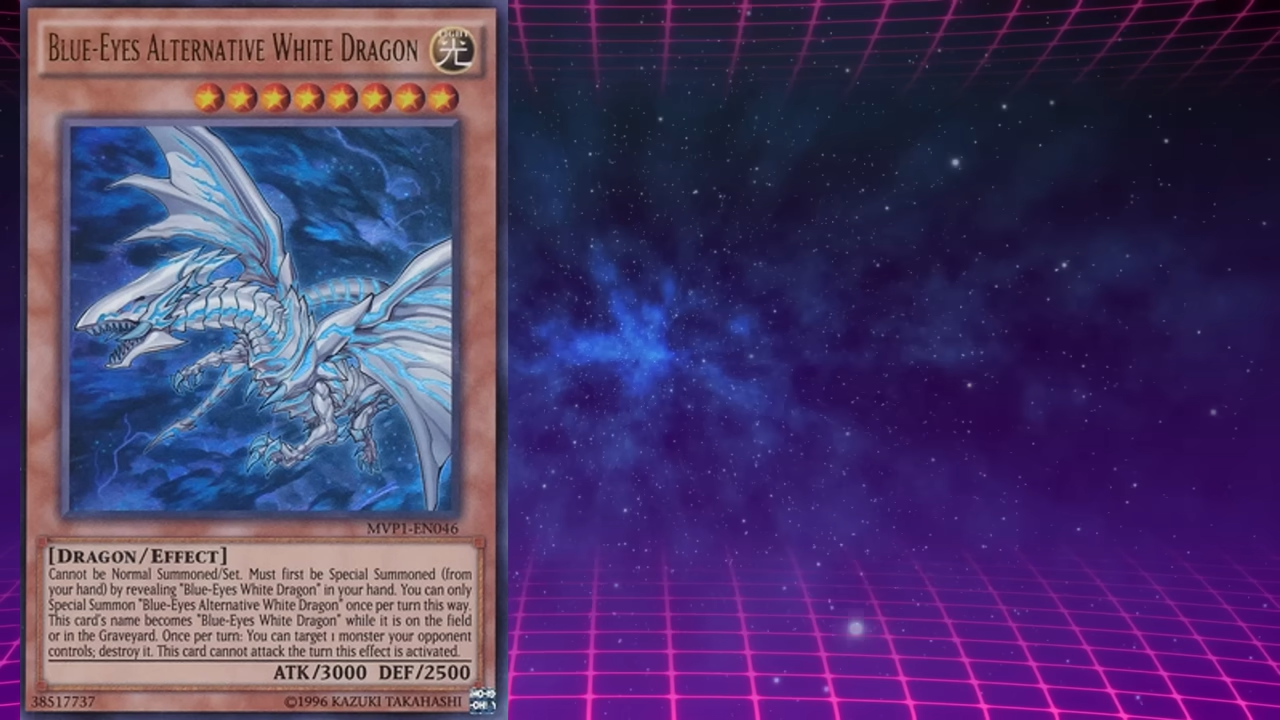 BLUE-EYES ALTERNATIVE WHITE DRAGON
LIGHT
光
MVP1-EN046
[DRAGON/EFFECT]
Cannot be Normal Summoned/Set. Must first be Special Summoned (from
your hand) by revealing "Blue-Eyes White Dragon" in your hand. You can only
Special Summon "Blue-Eyes Alternative White Dragon" once per turn this way.
This card's name becomes "Blue-Eyes White Dragon" while it is on the field
or in the Graveyard. Once per turn: You can target 1 monster your opponent
controls; destroy it. This card cannot attack the turn this effect is activated.
ATK/3000 DEF/2500
38517737
©1996 KAZUKI TAKAHASHI